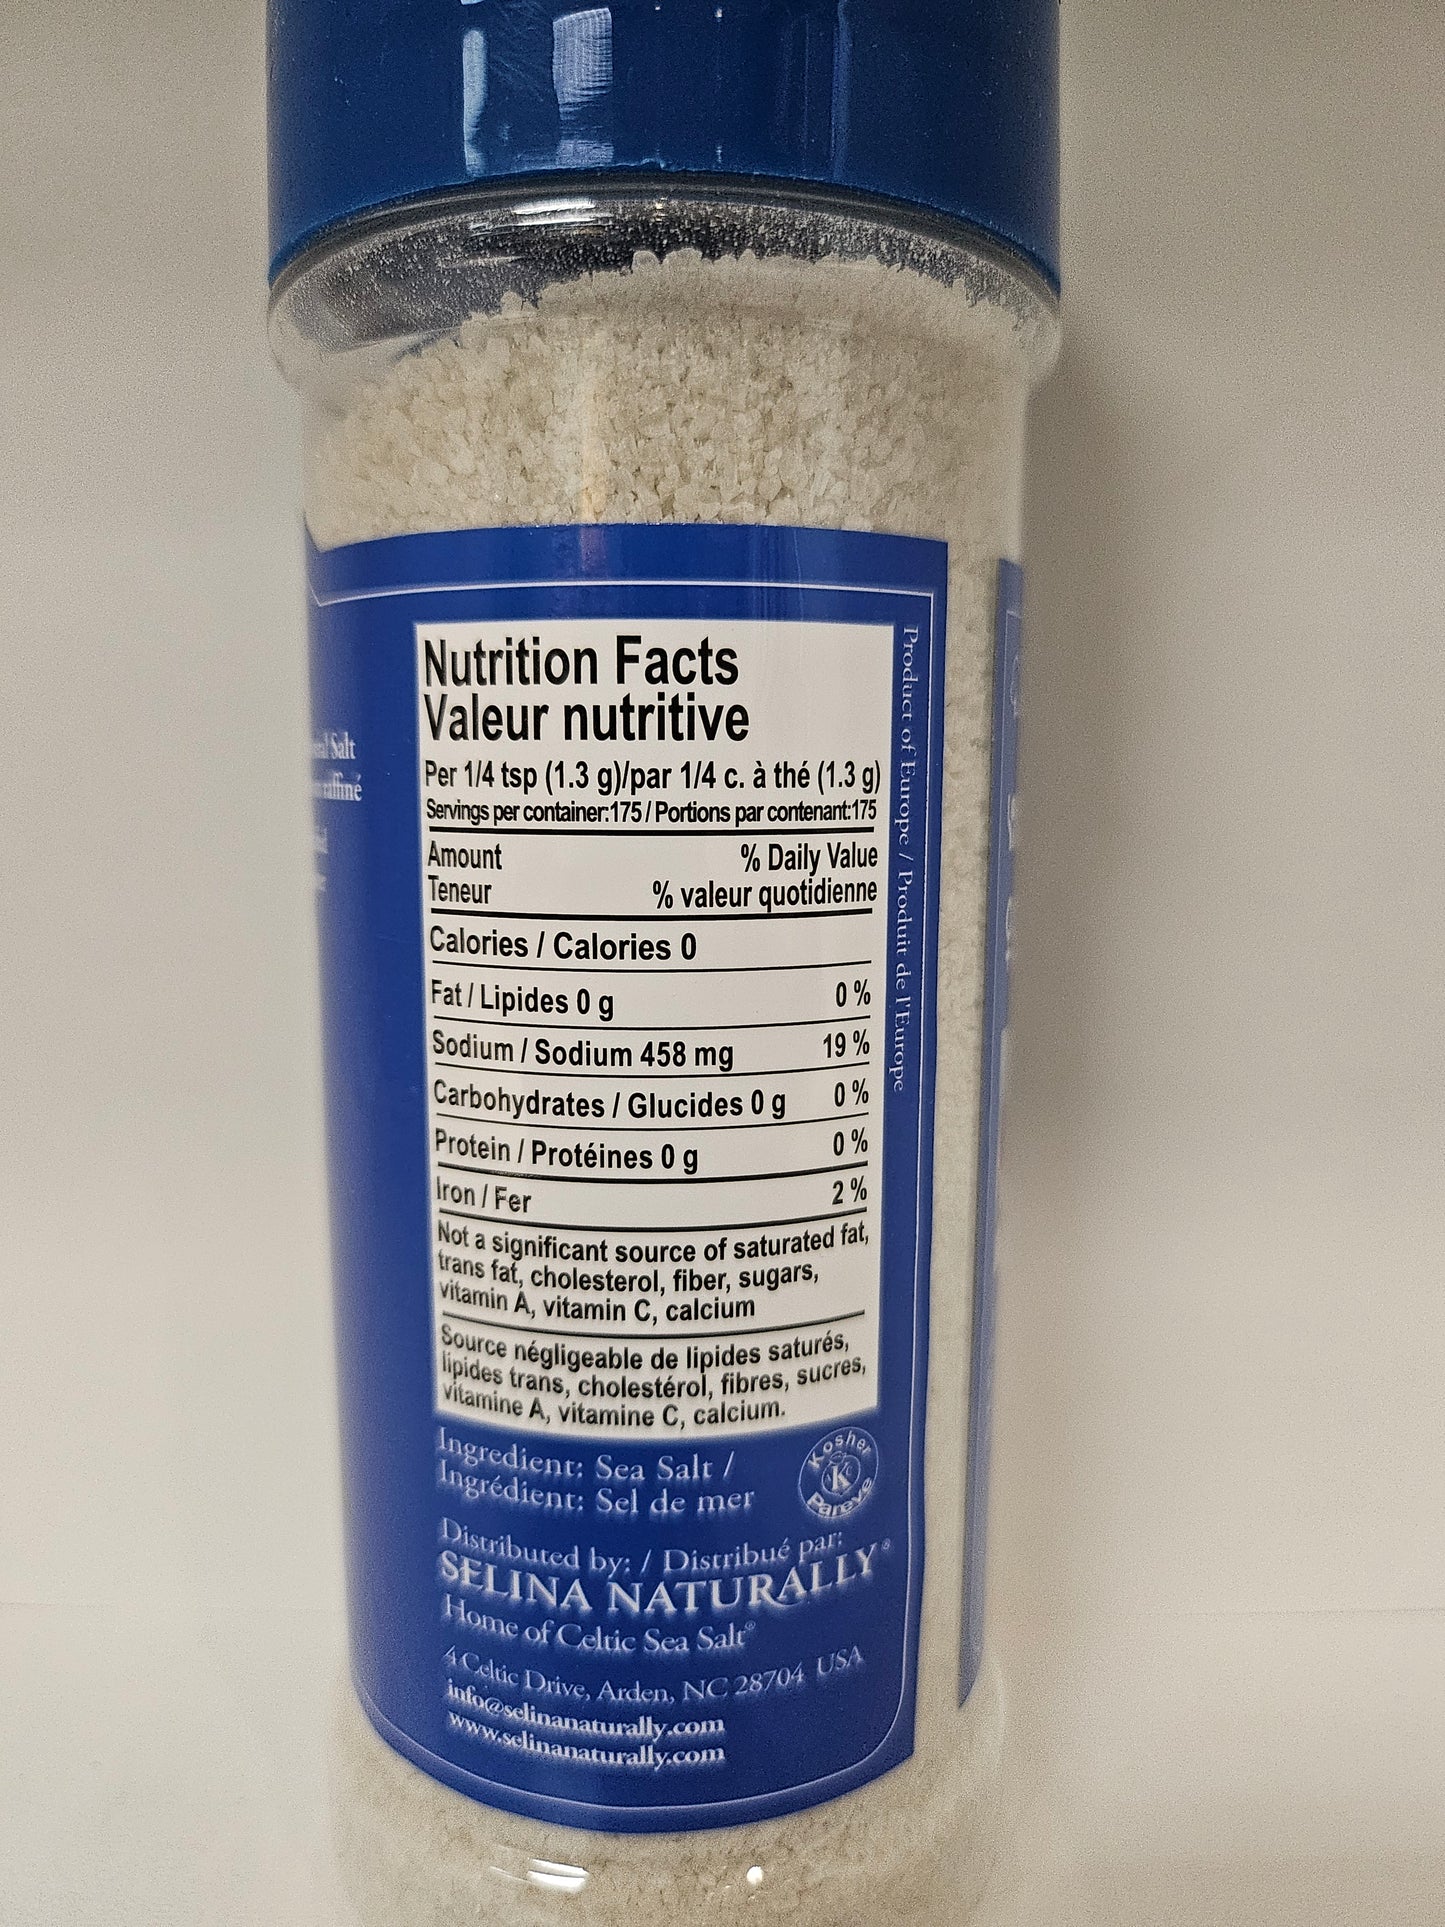 Salt
raffiné
Nutrition Facts
Valeur nutritive
Per 1/4 tsp (1.3 g)/par 1/4 c. à thé (1.3 g)
Servings per container:175 / Portions par contenant:175
Amount % Daily Value
Teneur % valeur quotidienne
Calories / Calories 0
Fat / Lipides 0 g 0 %
Sodium / Sodium 458 mg 19 %
Carbohydrates / Glucides 0 g 0 %
Protein / Protéines 0 g 0 %
Iron / Fer 2 %
Not a significant source of saturated fat,
trans fat, cholesterol, fiber, sugars,
vitamin A, vitamin C, calcium
Source négligeable de lipides saturés,
lipides trans, cholestérol, fibres, sucres,
vitamine A, vitamine C, calcium.
Ingredient: Sea Salt /
Ingrédient: Sel de mer
Kosher
K
Pareve
Distributed by: / Distribué par:
SELINA NATURALLY®
Home of Celtic Sea Salt®
4 Celtic Drive, Arden, NC 28704 USA
info@selinanaturally.com
www.selinanaturally.com
Product of Europe / Produit de l'Europe